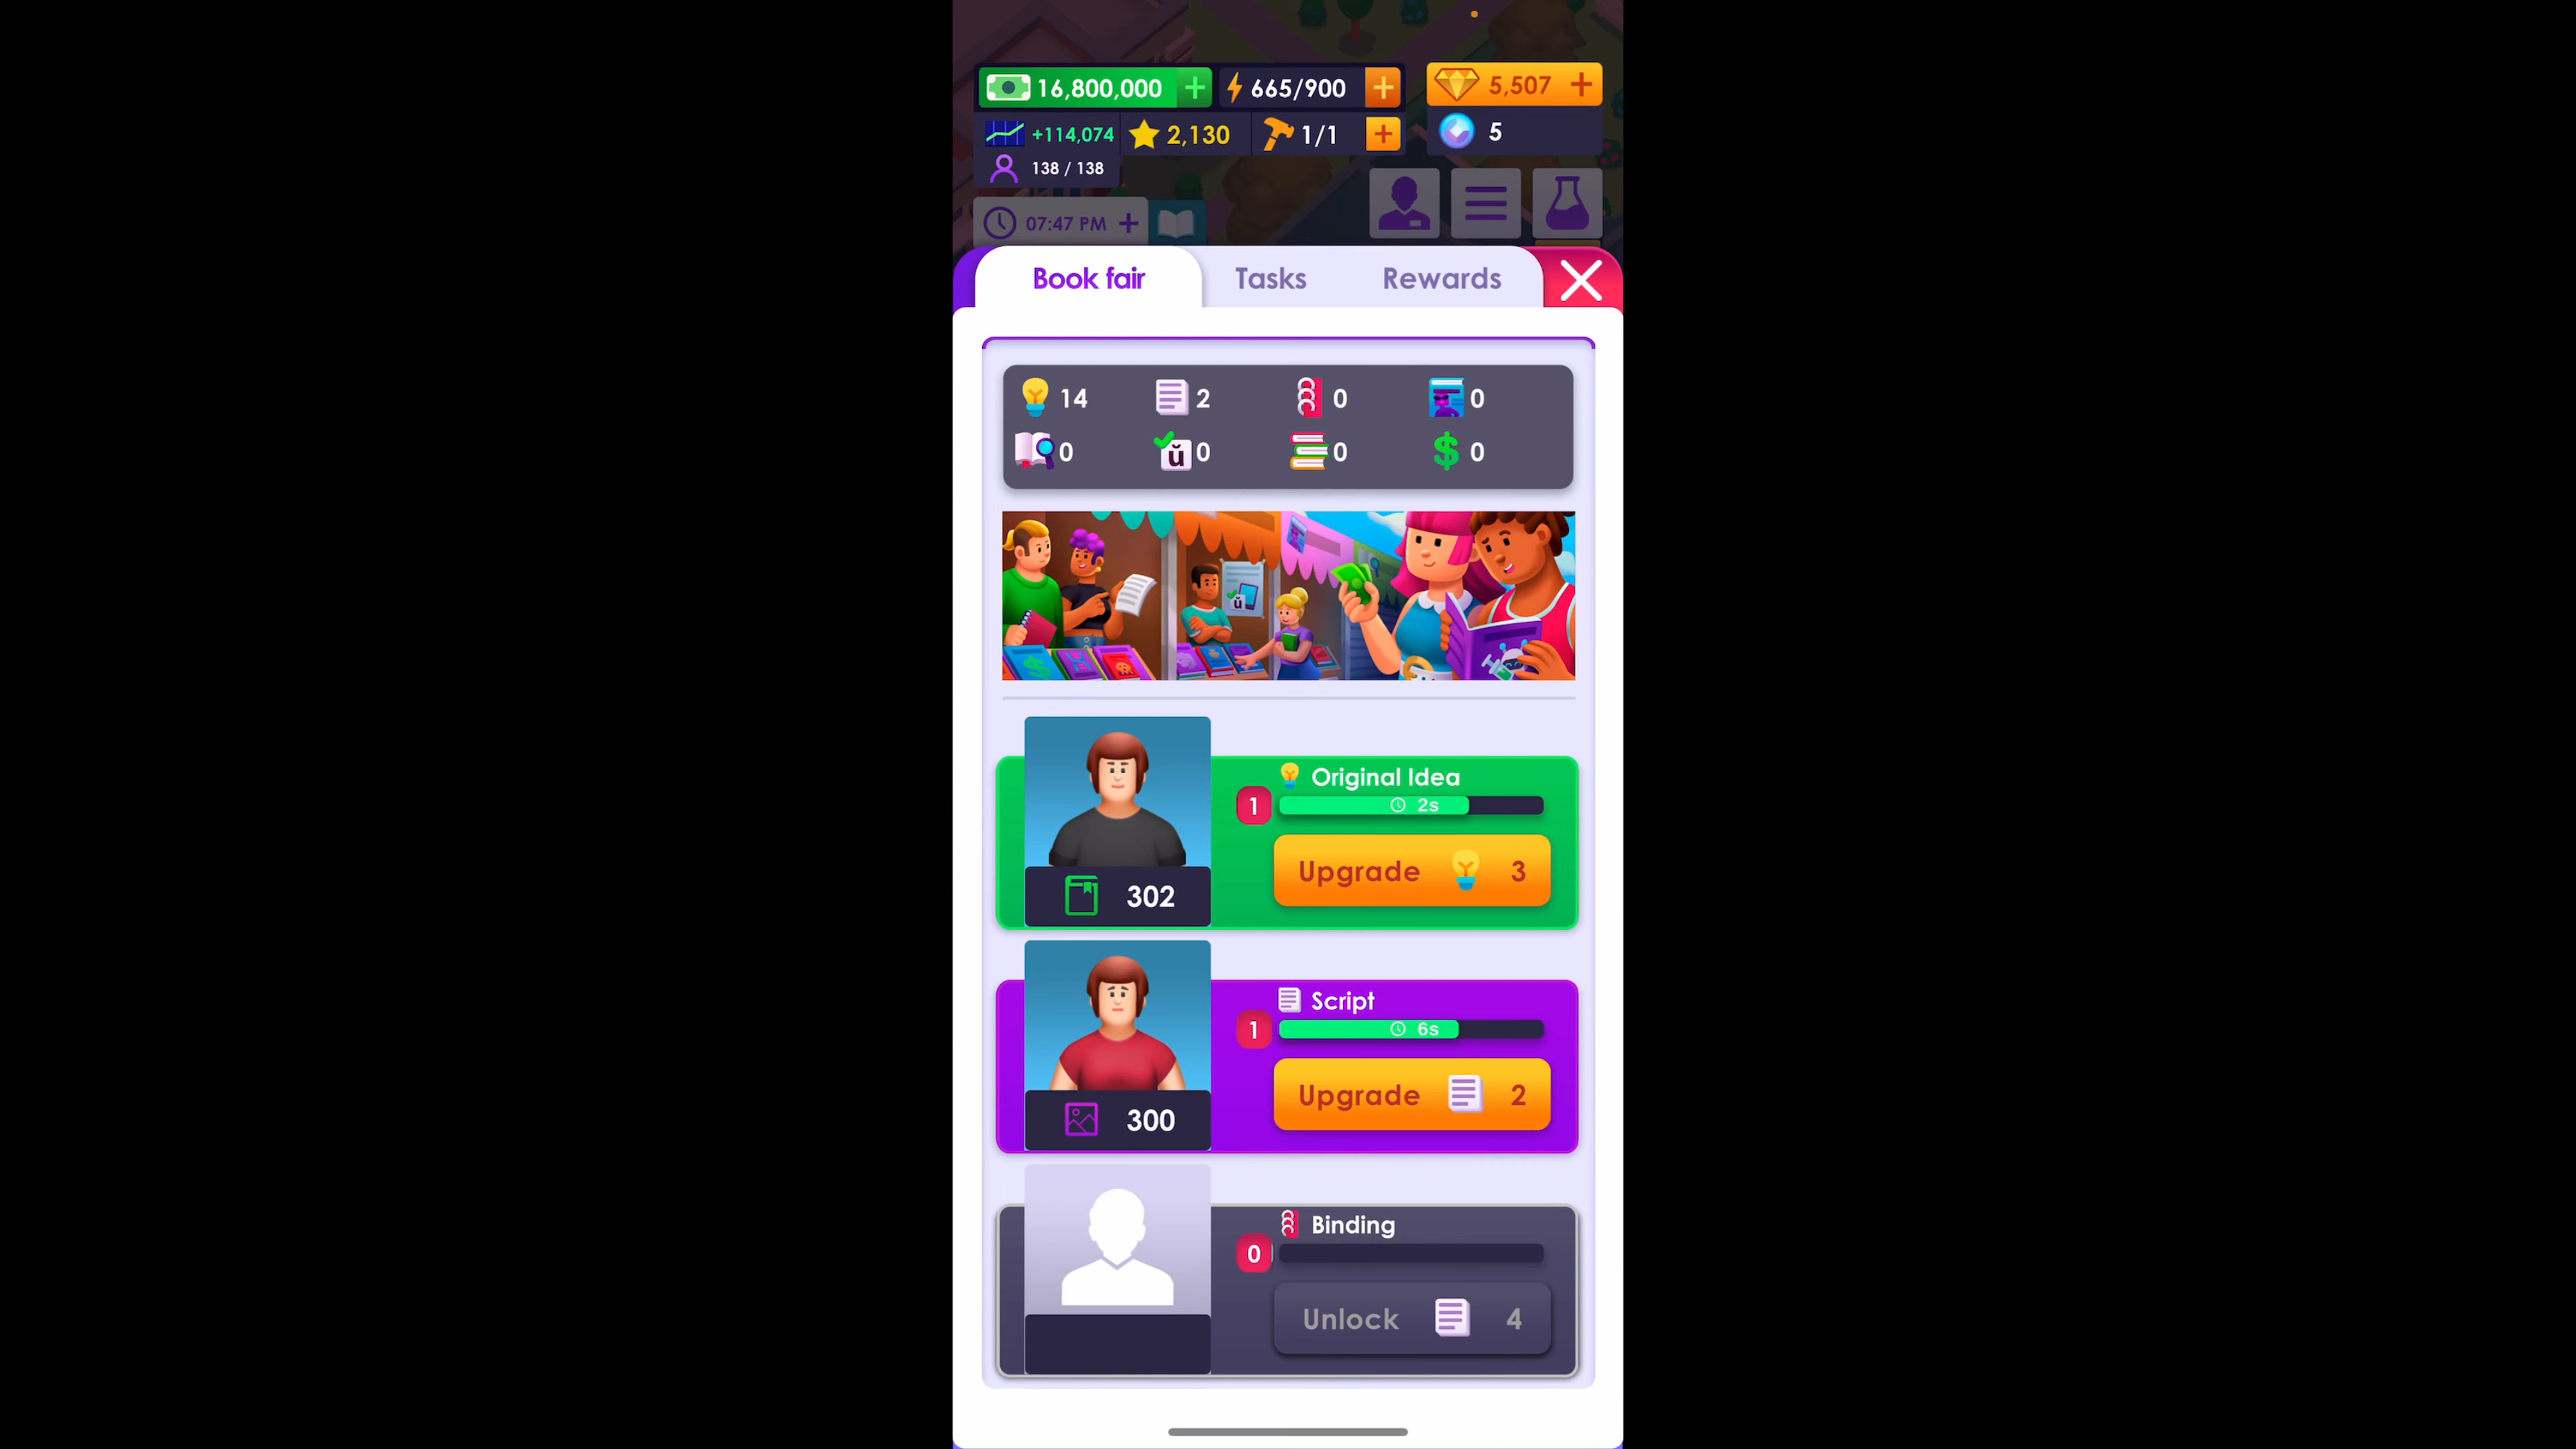 16,800,000 665/900 5,507
+114,074 2,130 1/1 5
138 / 138
07:47 PM
Book fair Tasks Rewards
14 2 0 0
0 ŭ 0 0 $ 0
Original Idea
1 2s
Upgrade 3
302
Script
1 6s
Upgrade 2
300
Binding
0
Unlock 4